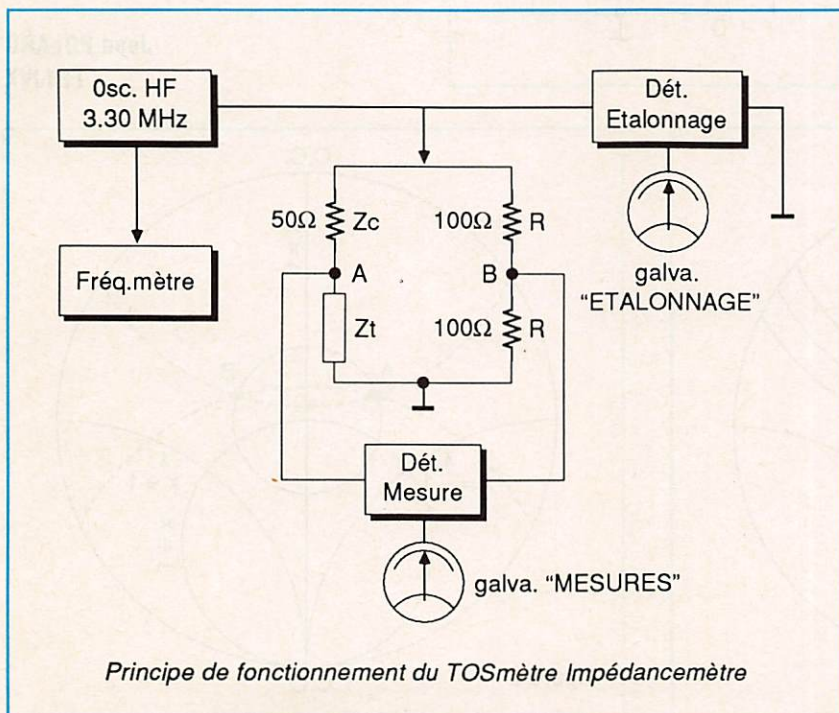 Osc. HF
3.30 MHz
Dét.
Etalonnage
50Ω
Zc
100Ω
R
Fréq.mètre
A
B
galva.
"ETALONNAGE"
Zt
100Ω
R
Dét.
Mesure
galva. "MESURES"
Principe de fonctionnement du TOSmètre Impédancemètre